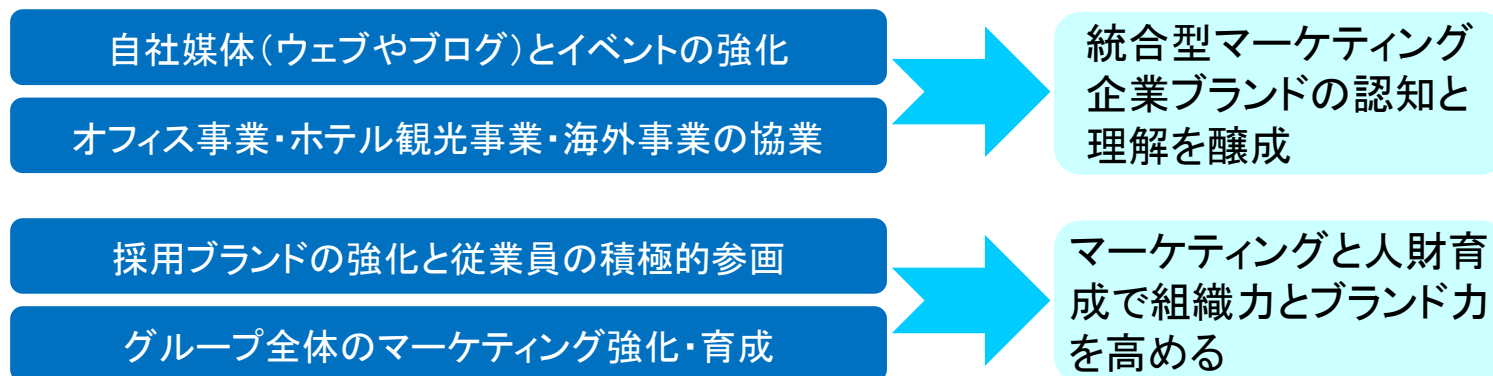 自社媒体（ウェブやブログ）とイベントの強化
オフィス事業・ホテル観光事業・海外事業の協業
統合型マーケティング
企業ブランドの認知と
理解を醸成
採用ブランドの強化と従業員の積極的参画
グループ全体のマーケティング強化・育成
マーケティングと人財育
成で組織力とブランド力
を高める